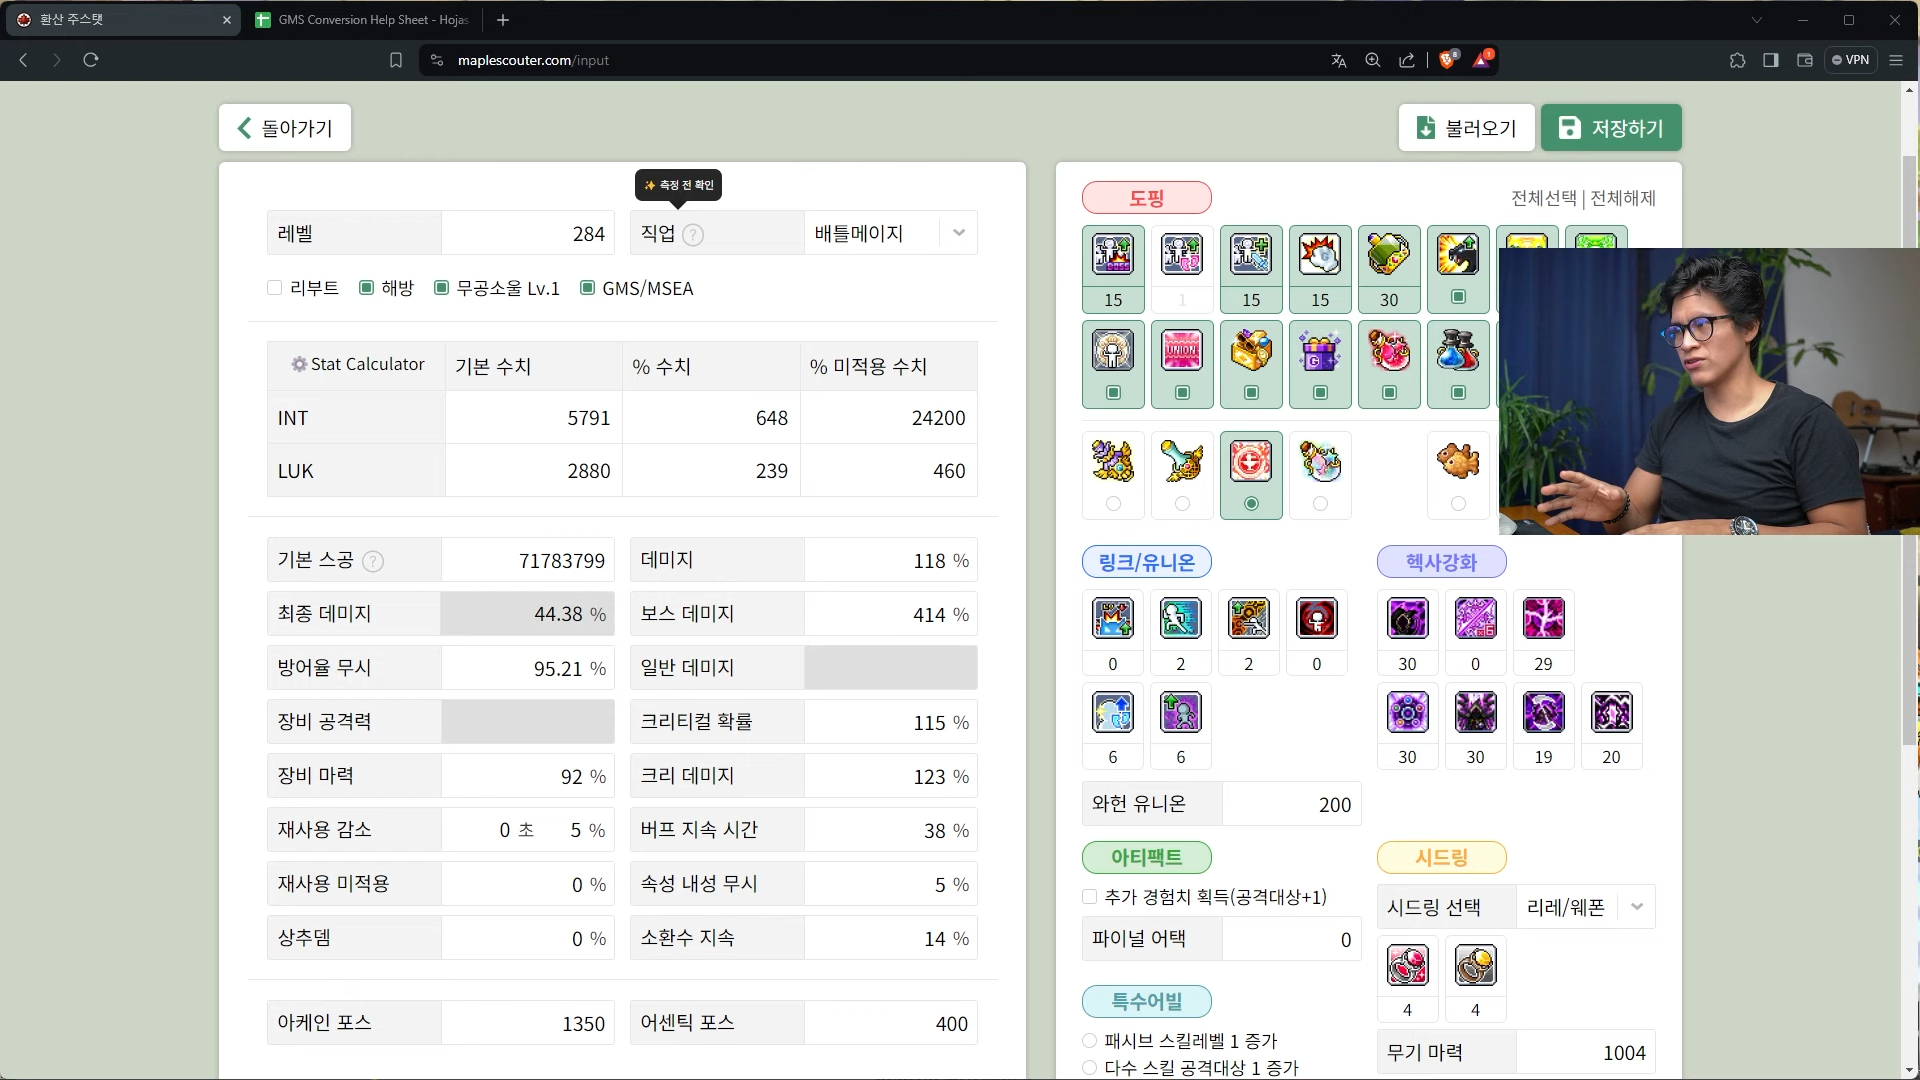 환산 주스탯
GMS Conversion Help Sheet - Hojas
maplescouter.com/input
8
1
VPN
돌아가기
불러오기
저장하기
✨ 측정 전 확인
레벨 284
직업 ? 배틀메이지
리부트 해방 무공소울 Lv.1 GMS/MSEA
Stat Calculator 기본 수치 % 수치 % 미적용 수치
INT 5791 648 24200
LUK 2880 239 460
기본 스공 ? 71783799 데미지 118 %
최종 데미지 44.38 % 보스 데미지 414 %
방어율 무시 95.21 % 일반 데미지
장비 공격력 크리티컬 확률 115 %
장비 마력 92 % 크리 데미지 123 %
재사용 감소 0 초 5 % 버프 지속 시간 38 %
재사용 미적용 0 % 속성 내성 무시 5 %
상추뎀 0 % 소환수 지속 14 %
아케인 포스 1350 어센틱 포스 400
도핑 전체선택 | 전체해제
BOSS
15 1 15 15 30
UNION
링크/유니온
0 2 2 0
6 6
와헌 유니온 200
헥사강화
30 0 29
30 30 19 20
아티팩트
추가 경험치 획득(공격대상+1)
파이널 어택 0
특수어빌
패시브 스킬레벨 1 증가
다수 스킬 공격대상 1 증가
시드링
시드링 선택 리레/웨폰
4 4
무기 마력 1004